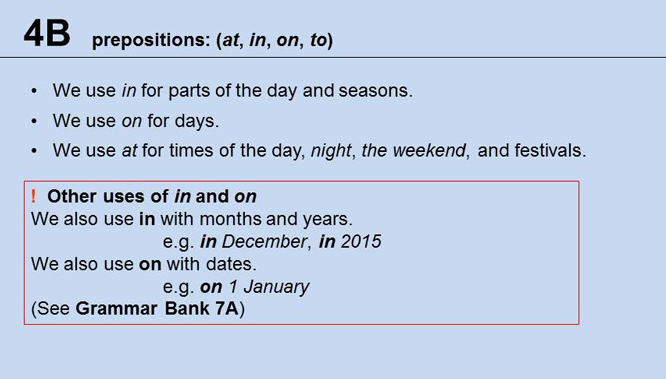 4B prepositions: (at, in, on, to)
• We use in for parts of the day and seasons.
• We use on for days.
• We use at for times of the day, night, the weekend, and festivals.
! Other uses of in and on
We also use in with months and years.
e.g. in December, in 2015
We also use on with dates.
e.g. on 1 January
(See Grammar Bank 7A)